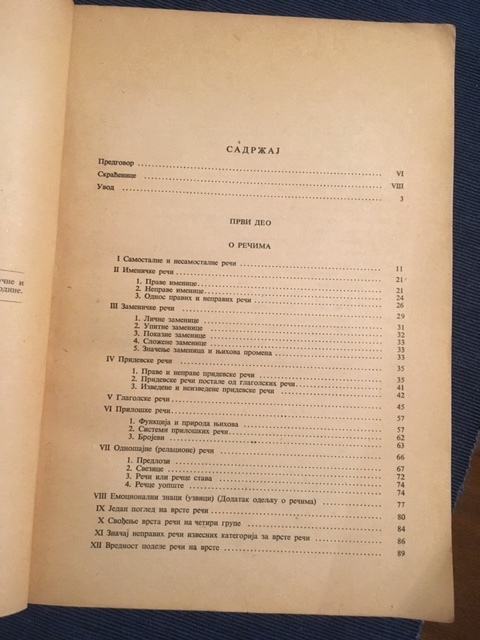 учне и
одине.
САДРЖАЈ
Предговор VI
Скраћенице VIII
Увод 3
ПРВИ ДЕО
О РЕЧИМА
I Самосталне и несамосталне речи 11
II Именичке речи 21
1. Праве именице 21
2. Неправе именице 24
3. Однос правих и неправих речи 26
III Заменичке речи 29
1. Личне заменице 31
2. Упитне заменице 32
3. Показне заменице 33
4. Сложене заменице 33
5. Значење заменица и њихова промена 33
IV Придевске речи 35
1. Праве и неправе придевске речи 35
2. Придевске речи постале од глаголских речи 41
3. Изведене и неизведене придевске речи 42
V Глаголске речи 45
VI Прилошке речи 57
1. Функција и природа њихова 57
2. Системи прилошких речи 62
3. Бројеви 63
VII Односне (релационе) речи 66
1. Предлози 67
2. Свезице 72
3. Речи или речце става 74
4. Речце уопште 74
VIII Емоционални знаци (узвици) (Додатак одељку о речима) 77
IX Један поглед на врсте речи 80
X Свођење врста речи на четири групе 84
XI Значај неправих речи извесних категорија за врсте речи 86
XII Вредност поделе речи на врсте 89